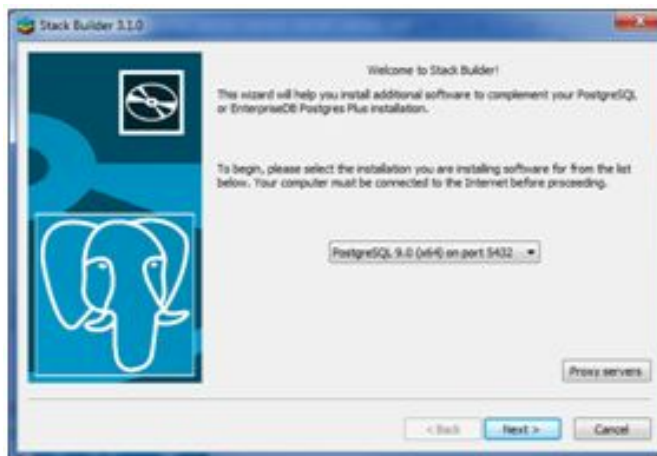 Stack Builder 3.1.0
Welcome to Stack Builder!
This wizard will help you install additional software to complement your PostgreSQL
or EnterpriseDB Postgres Plus installation.
To begin, please select the installation you are installing software for from the list
below. Your computer must be connected to the Internet before proceeding.
PostgreSQL 9.0 (x64) on port 5432
Proxy servers
< Back Next > Cancel